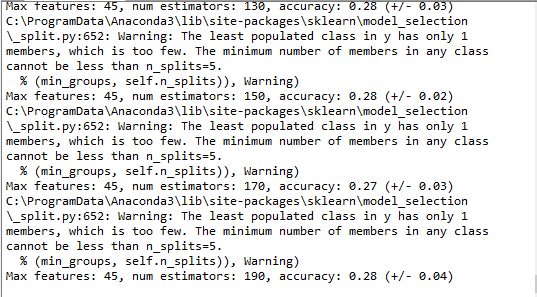 Max features: 45, num estimators: 130, accuracy: 0.28 (+/- 0.03)
C:\ProgramData\Anaconda3\lib\site-packages\sklearn\model_selection
\_split.py:652: Warning: The least populated class in y has only 1
members, which is too few. The minimum number of members in any class
cannot be less than n_splits=5.
  % (min_groups, self.n_splits)), Warning)
Max features: 45, num estimators: 150, accuracy: 0.28 (+/- 0.02)
C:\ProgramData\Anaconda3\lib\site-packages\sklearn\model_selection
\_split.py:652: Warning: The least populated class in y has only 1
members, which is too few. The minimum number of members in any class
cannot be less than n_splits=5.
  % (min_groups, self.n_splits)), Warning)
Max features: 45, num estimators: 170, accuracy: 0.27 (+/- 0.03)
C:\ProgramData\Anaconda3\lib\site-packages\sklearn\model_selection
\_split.py:652: Warning: The least populated class in y has only 1
members, which is too few. The minimum number of members in any class
cannot be less than n_splits=5.
  % (min_groups, self.n_splits)), Warning)
Max features: 45, num estimators: 190, accuracy: 0.28 (+/- 0.04)